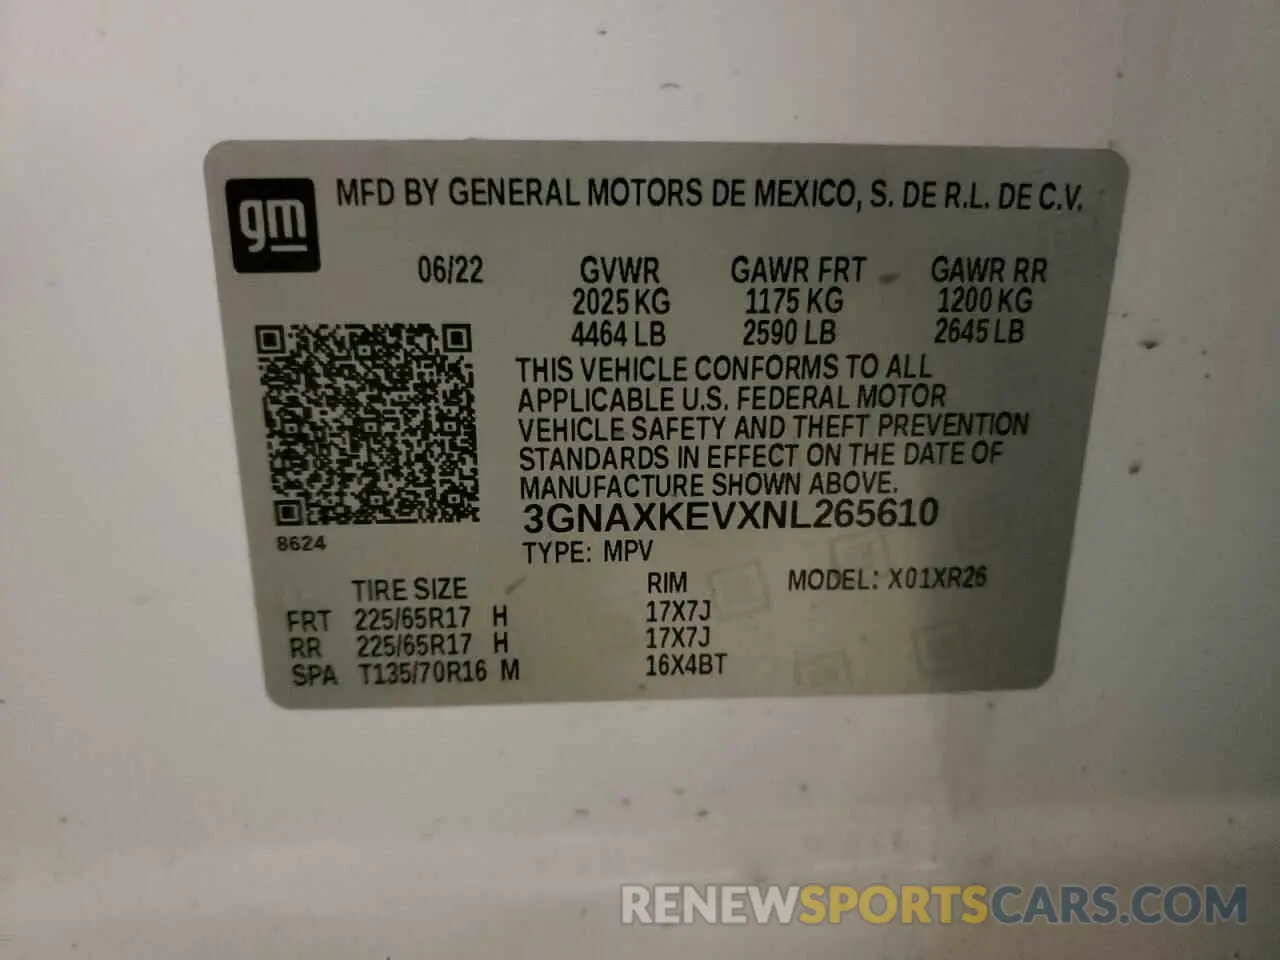 gm
MFD BY GENERAL MOTORS DE MEXICO, S. DE R.L. DE C.V.
06/22 GVWR GAWR FRT GAWR RR
2025 KG 1175 KG 1200 KG
4464 LB 2590 LB 2645 LB
THIS VEHICLE CONFORMS TO ALL
APPLICABLE U.S. FEDERAL MOTOR
VEHICLE SAFETY AND THEFT PREVENTION
STANDARDS IN EFFECT ON THE DATE OF
MANUFACTURE SHOWN ABOVE.
3GNAXKEVXNL265610
8624
TYPE: MPV
TIRE SIZE RIM MODEL: X01XR26
FRT 225/65R17 H 17X7J
RR 225/65R17 H 17X7J
SPA T135/70R16 M 16X4BT
RENEWSPORTSCARS.COM